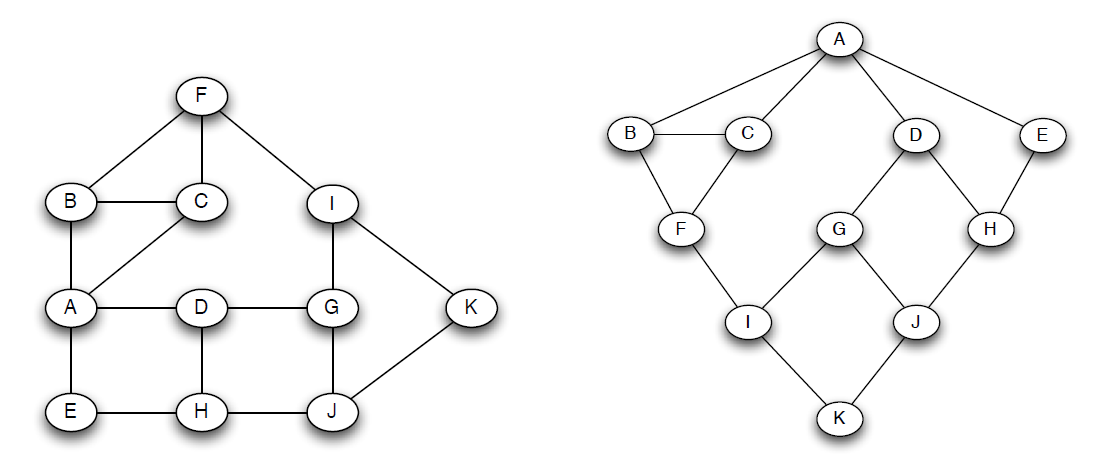 F
B C I
A D G K
E H J
A
B C D E
F G H
I J
K